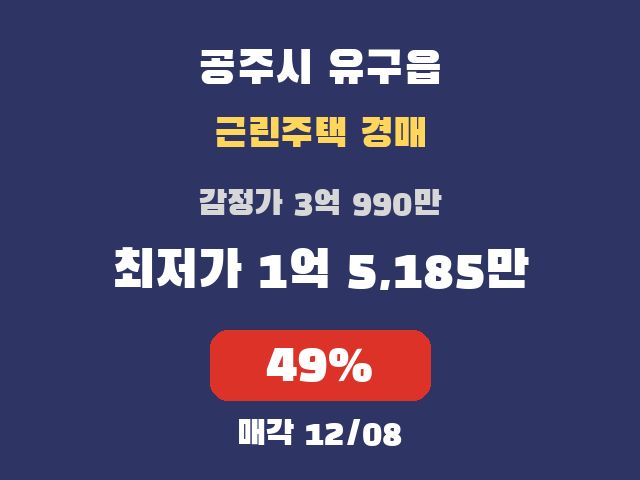 공주시 유구읍
근린주택 경매
감정가 3억 990만
최저가 1억 5,185만
49%
매각 12/08